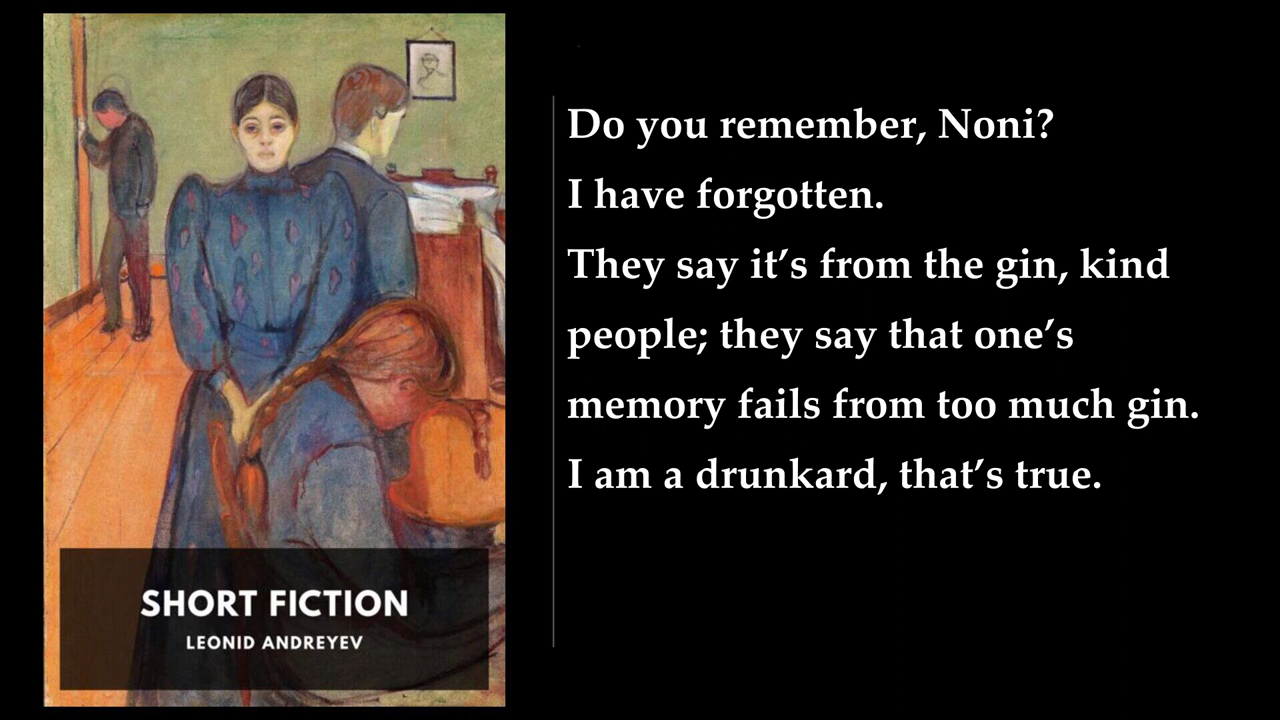 Do you remember, Noni?
I have forgotten.
They say it’s from the gin, kind
people; they say that one’s
memory fails from too much gin.
I am a drunkard, that’s true.
SHORT FICTION
LEONID ANDREYEV